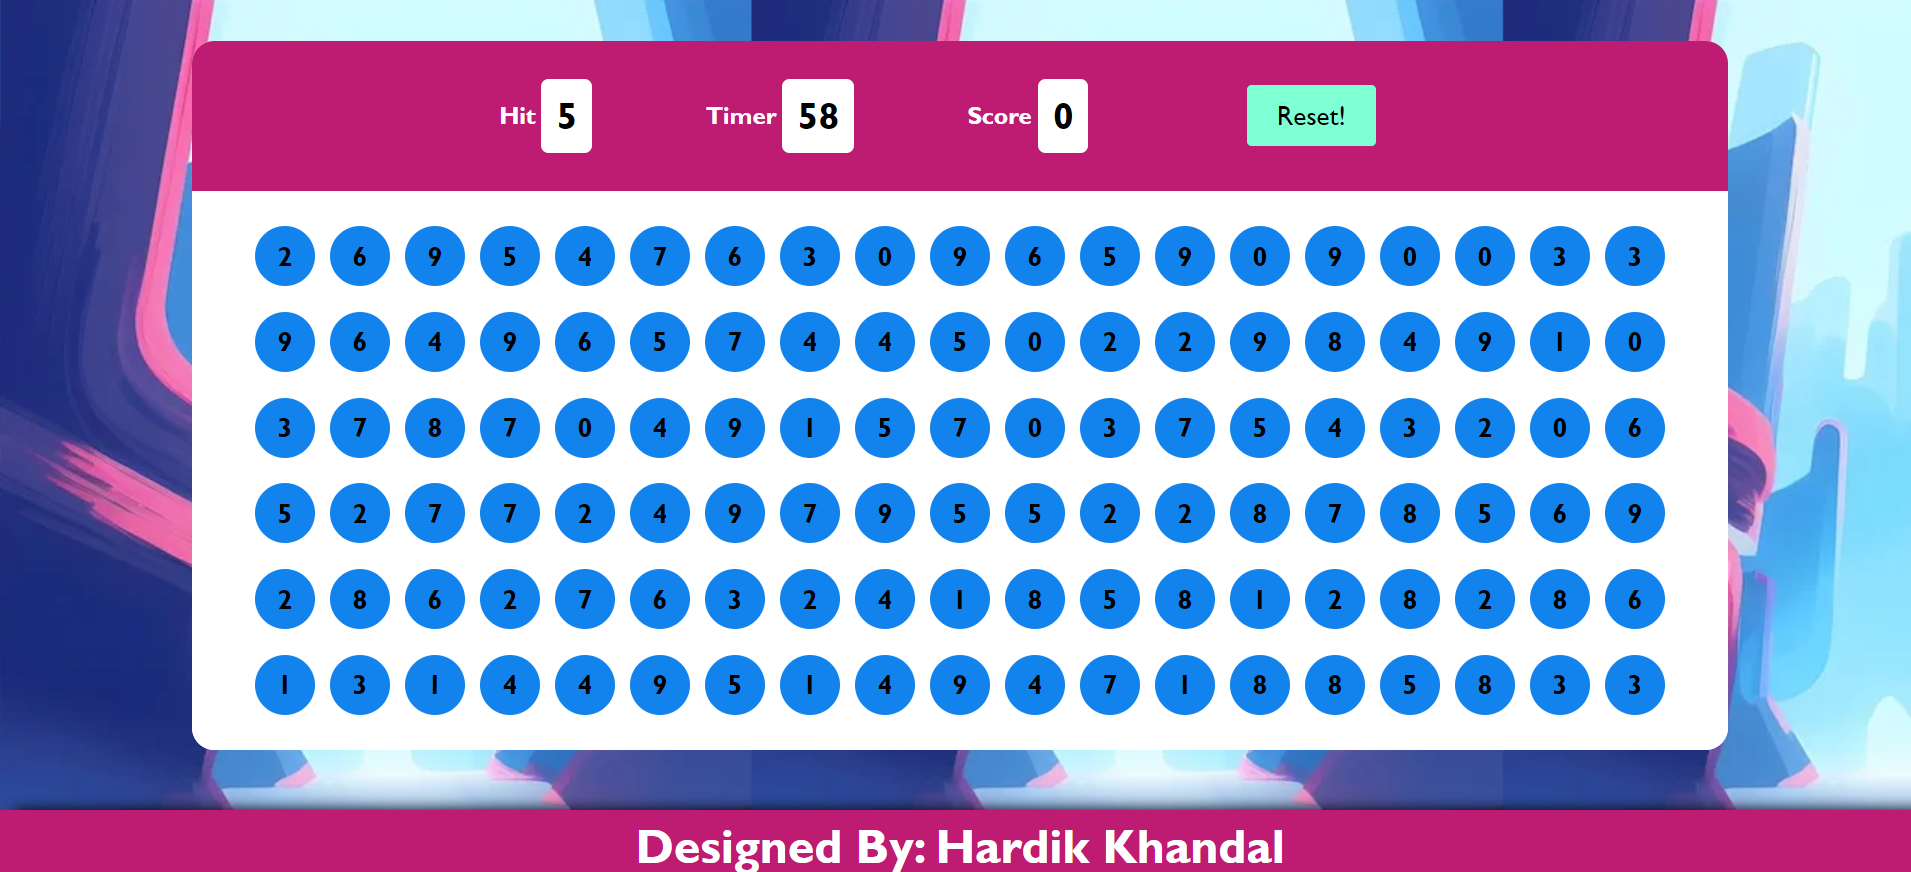 Hit 5 Timer 58 Score 0 Reset!
2 6 9 5 4 7 6 3 0 9 6 5 9 0 9 0 0 3 3
9 6 4 9 6 5 7 4 4 5 0 2 2 9 8 4 9 1 0
3 7 8 7 0 4 9 1 5 7 0 3 7 5 4 3 2 0 6
5 2 7 7 2 4 9 7 9 5 5 2 2 8 7 8 5 6 9
2 8 6 2 7 6 3 2 4 1 8 5 8 1 2 8 2 8 6
1 3 1 4 4 9 5 1 4 9 4 7 1 8 8 5 8 3 3
Designed By: Hardik Khandal